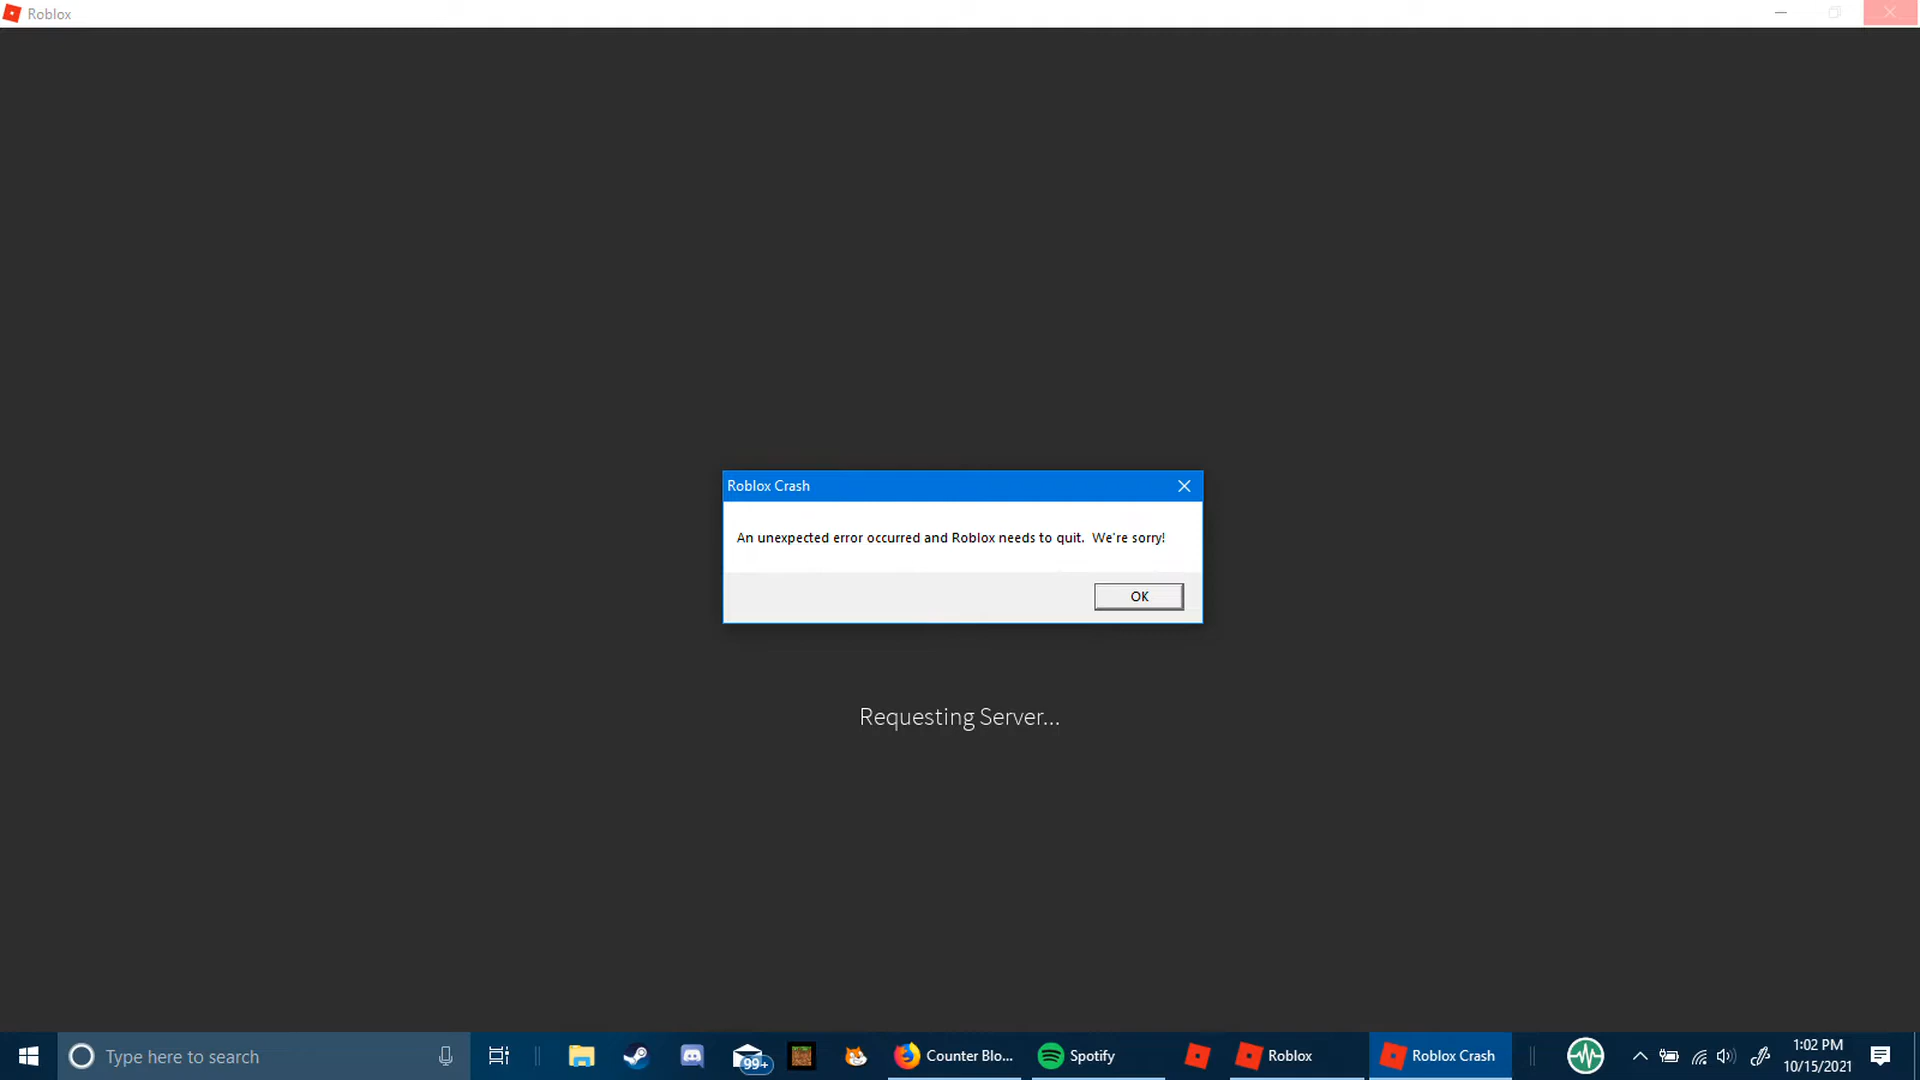 Roblox
Roblox Crash
An unexpected error occurred and Roblox needs to quit.  We're sorry!
OK
Requesting Server...
Type here to search
99+
Counter Blo...
Spotify
Roblox
Roblox Crash
1:02 PM
10/15/2021